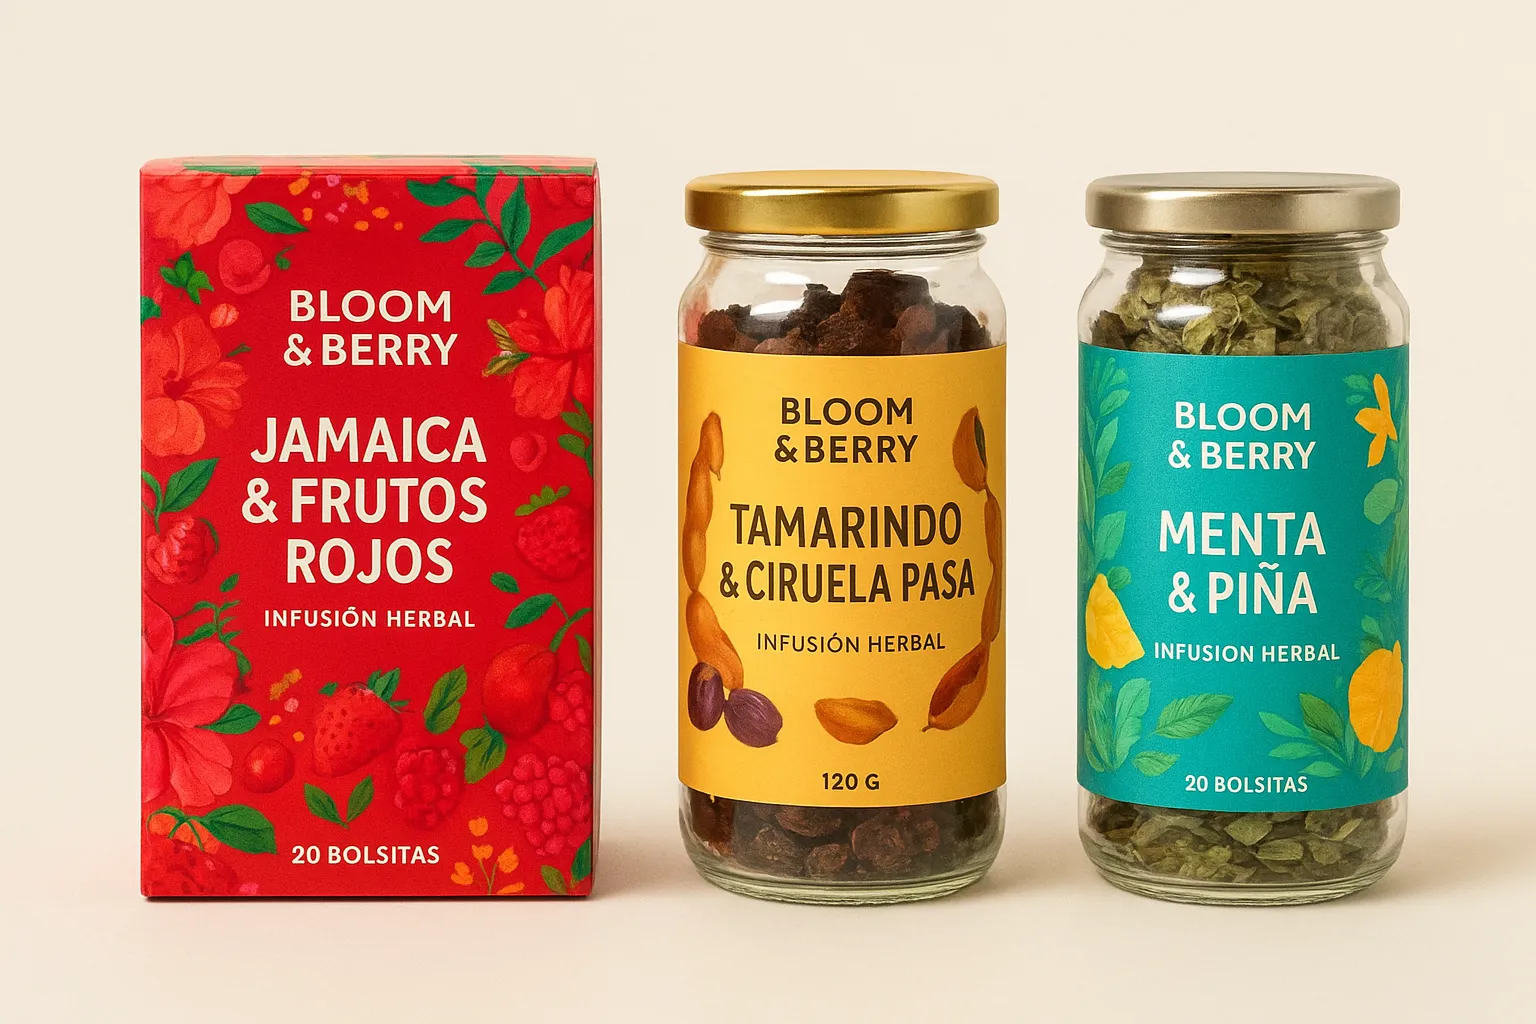 BLOOM
& BERRY
JAMAICA
& FRUTOS
ROJOS
INFUSIÓN HERBAL
20 BOLSITAS
BLOOM
& BERRY
TAMARINDO
& CIRUELA PASA
INFUSIÓN HERBAL
120 G
BLOOM
& BERRY
MENTA
& PIÑA
INFUSION HERBAL
20 BOLSITAS